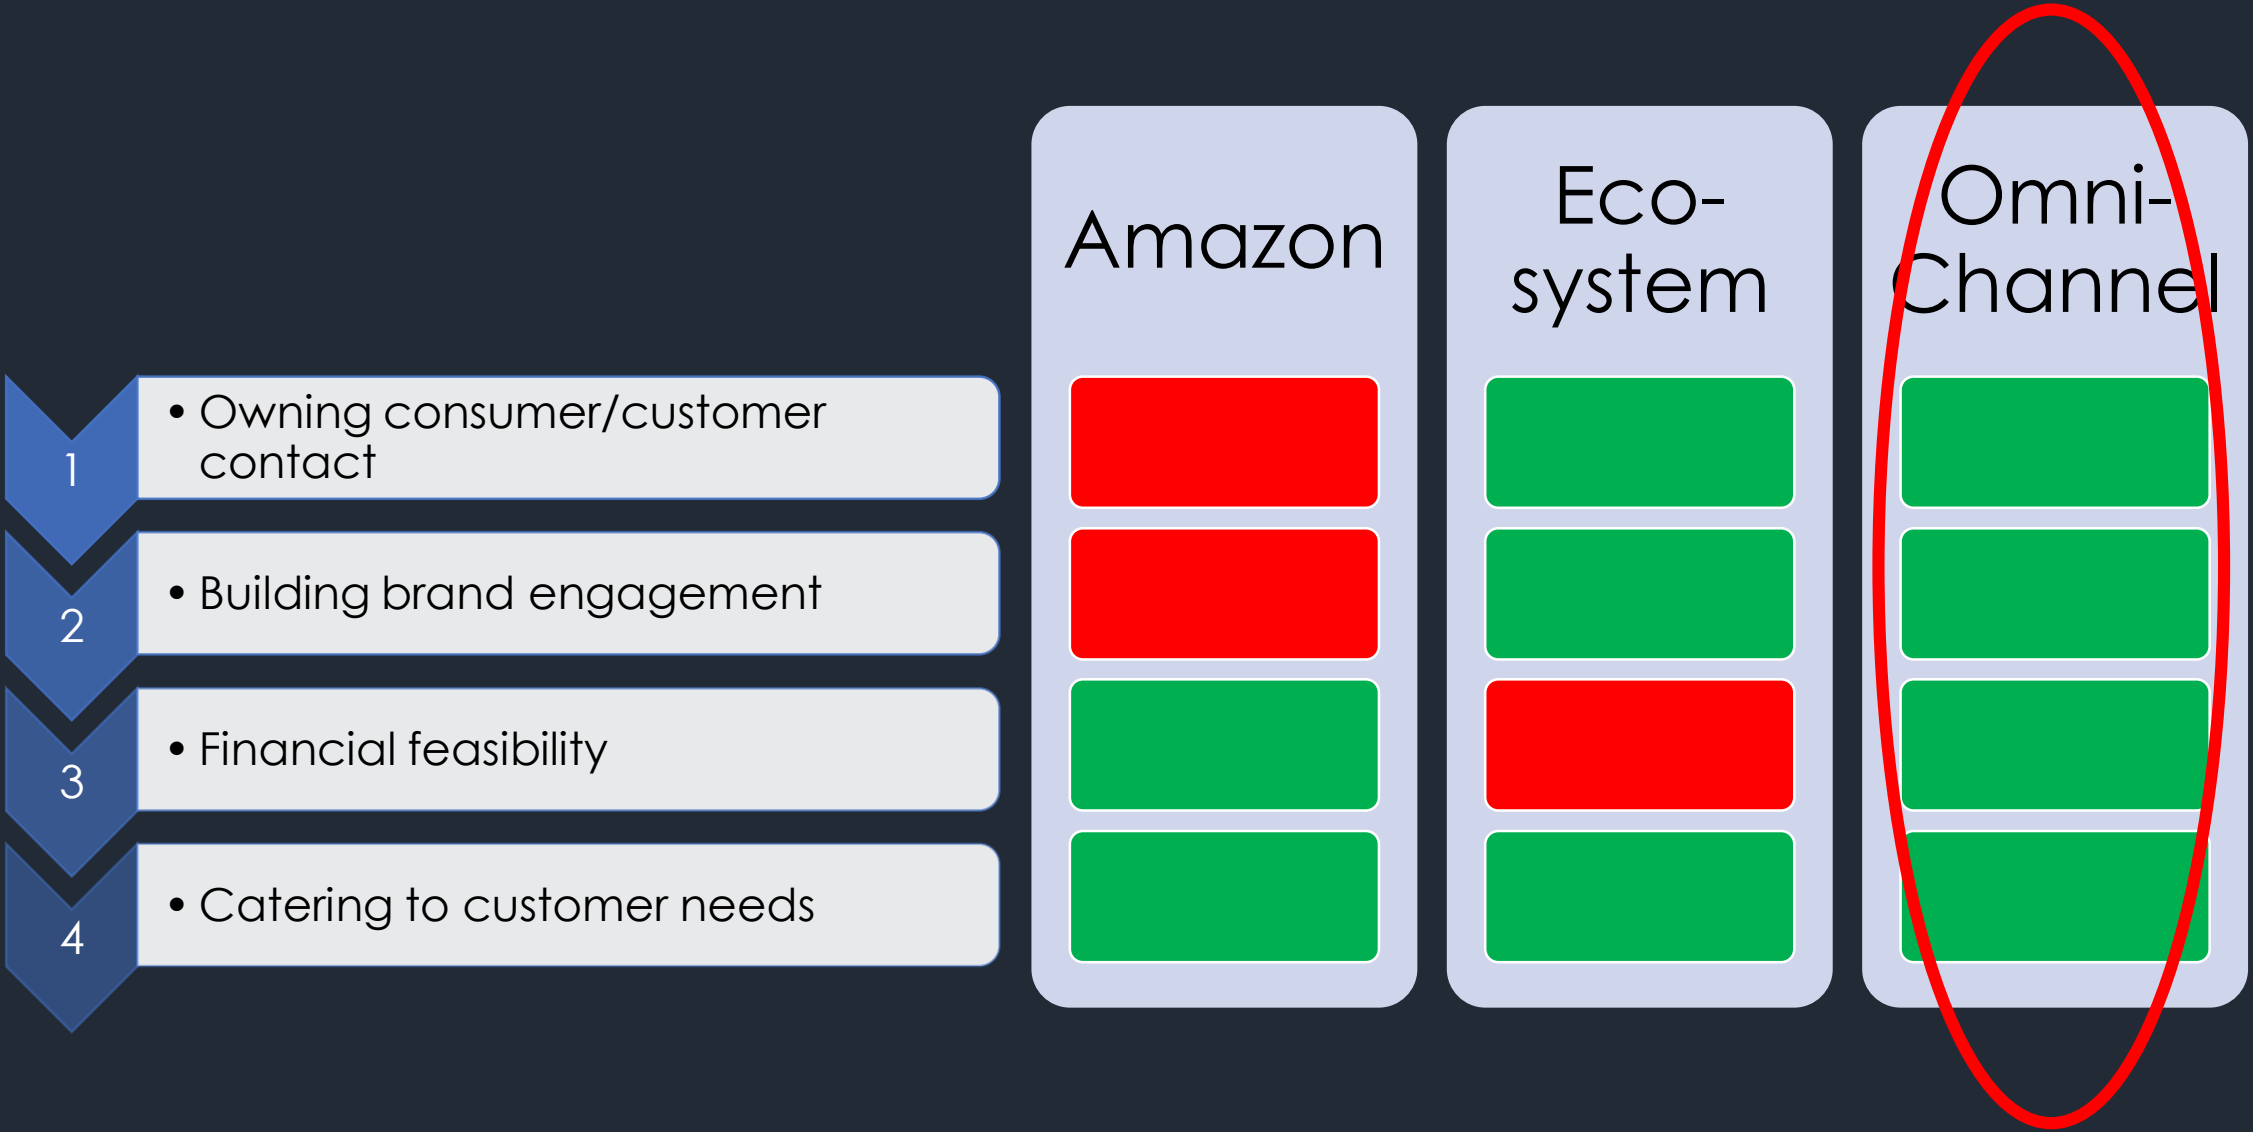 Amazon
Eco-
system
Omni-
Channel
1
• Owning consumer/customer
contact
2
• Building brand engagement
3
• Financial feasibility
4
• Catering to customer needs